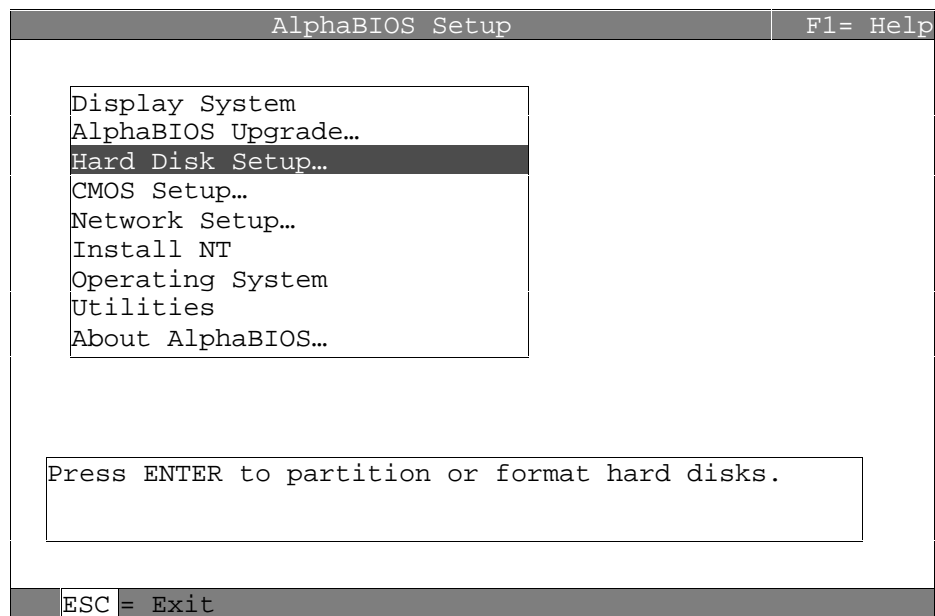 AlphaBIOS Setup F1= Help
Display System
AlphaBIOS Upgrade…
Hard Disk Setup…
CMOS Setup…
Network Setup…
Install NT
Operating System
Utilities
About AlphaBIOS…
Press ENTER to partition or format hard disks.
ESC = Exit